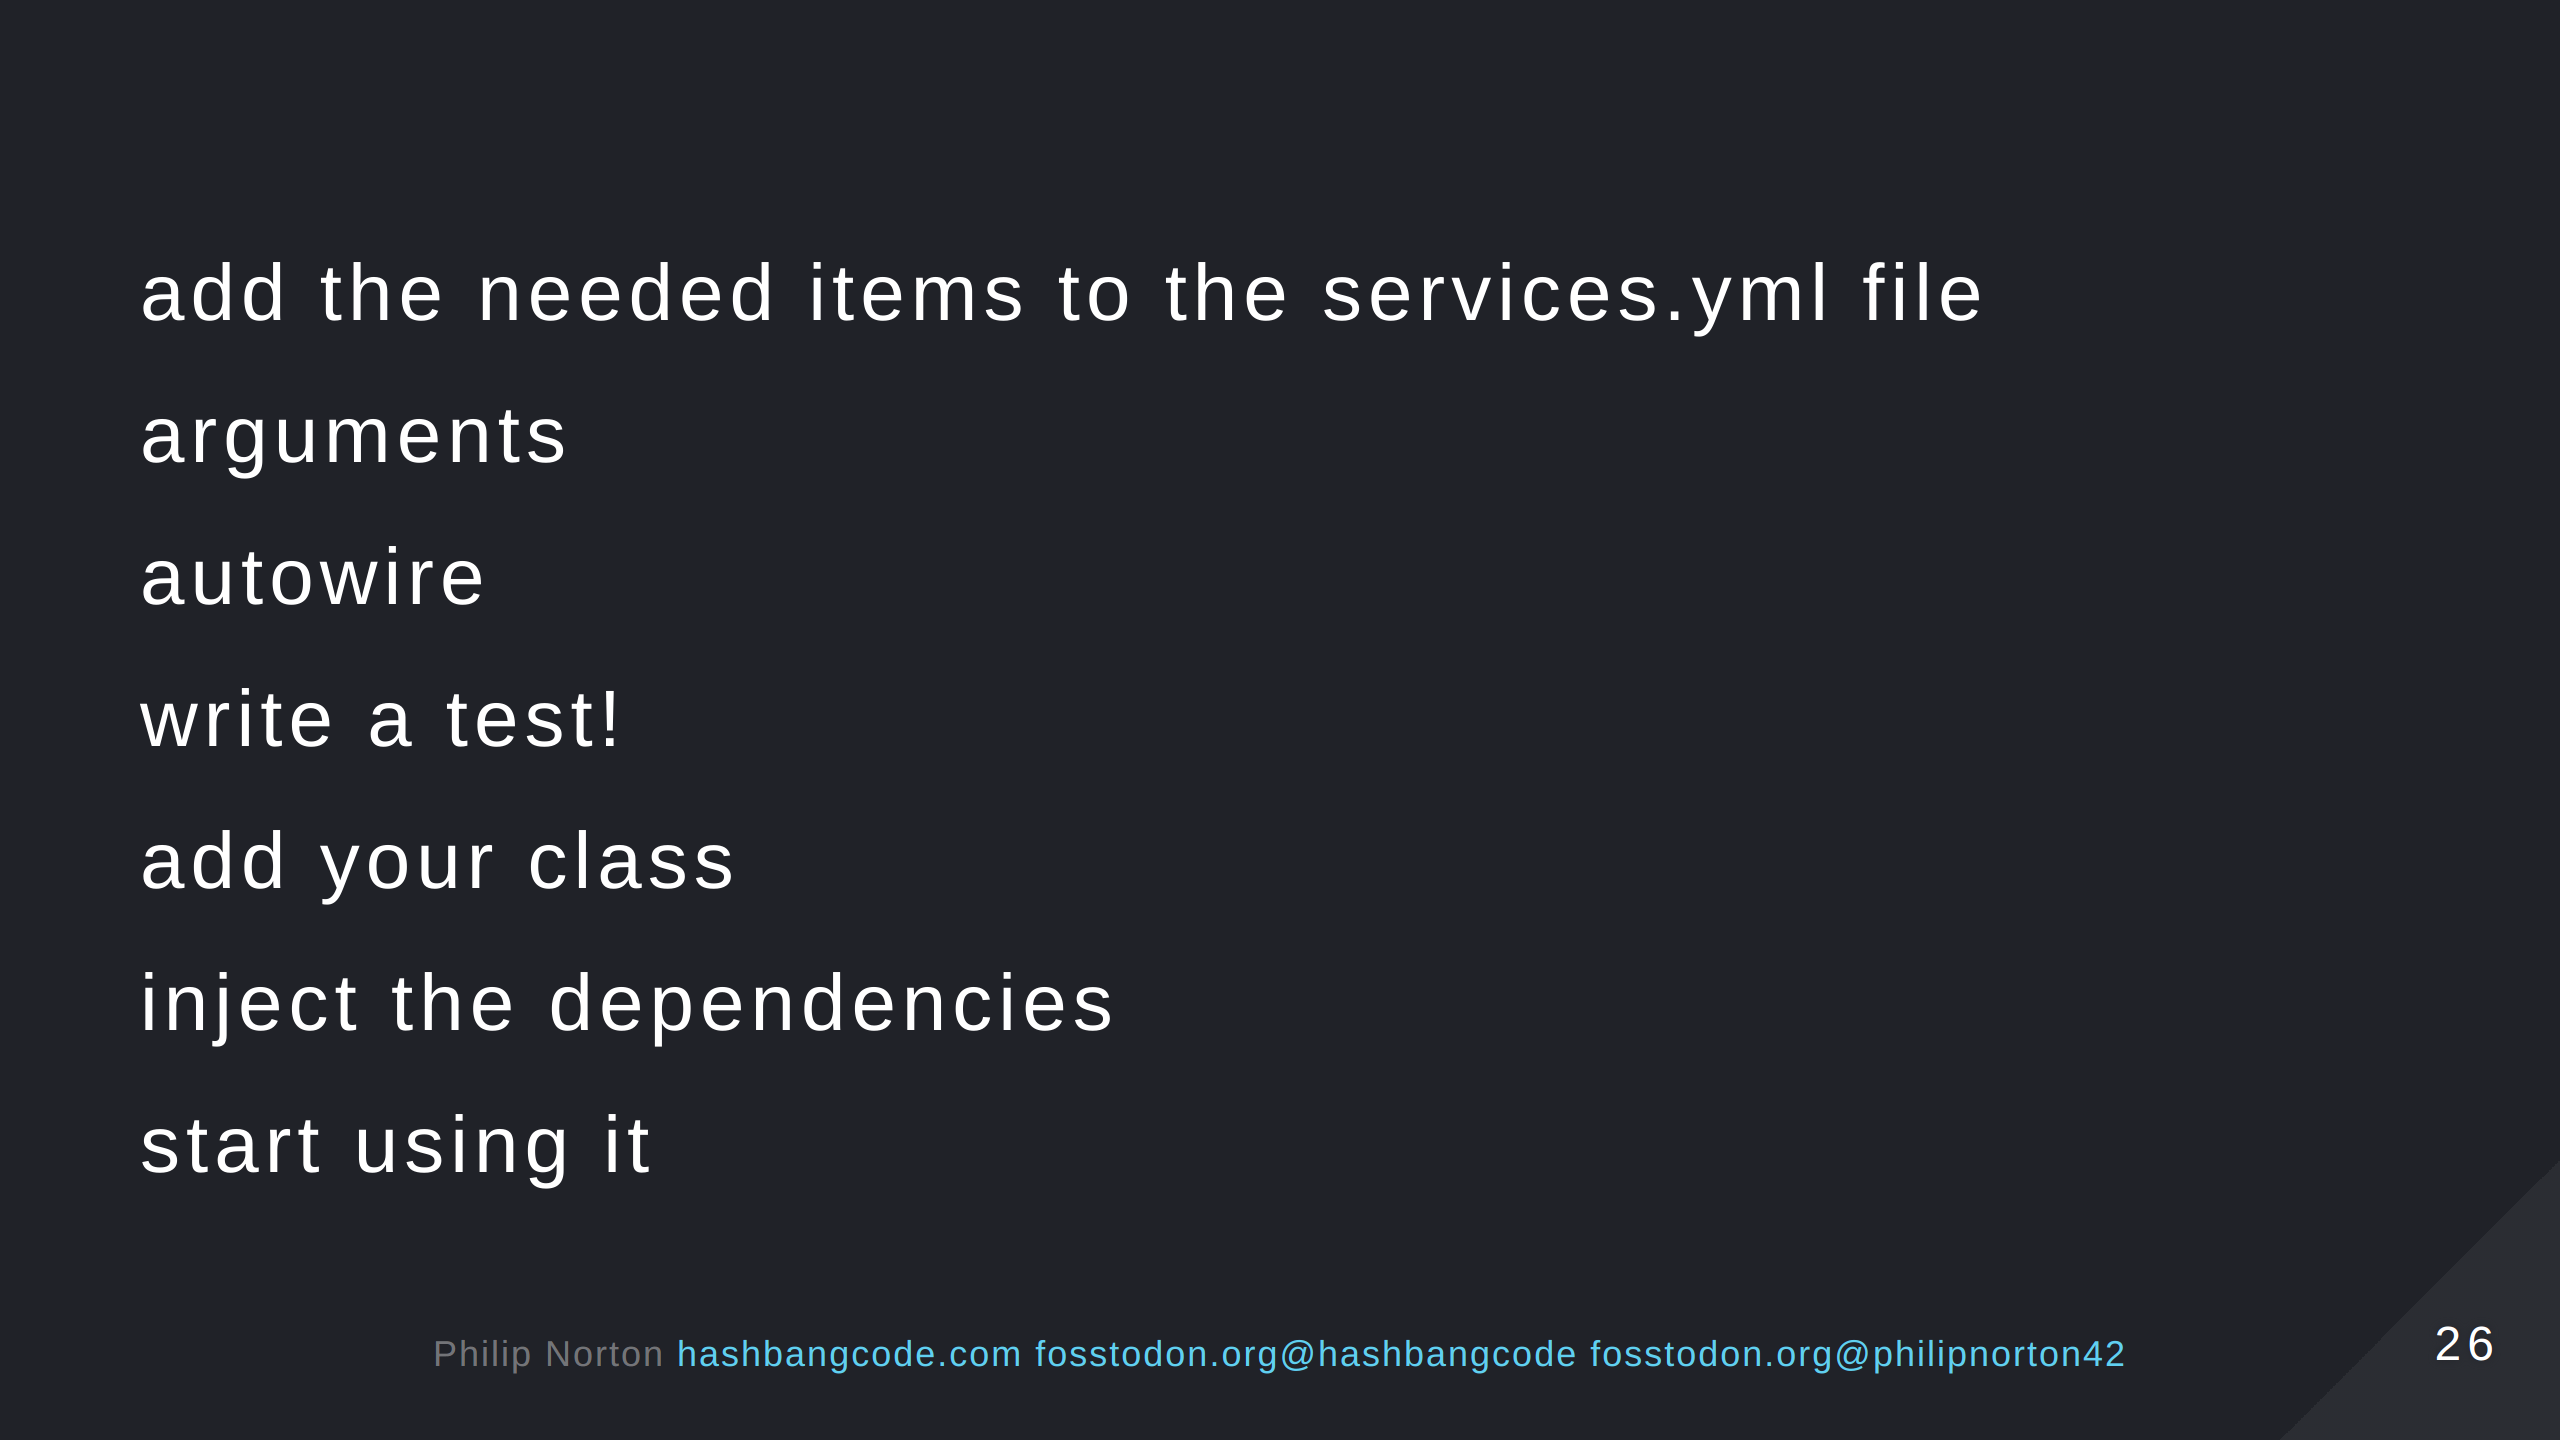 add the needed items to the services.yml file
arguments
autowire
write a test!
add your class
inject the dependencies
start using it
Philip Norton hashbangcode.com fosstodon.org@hashbangcode fosstodon.org@philipnorton42
26